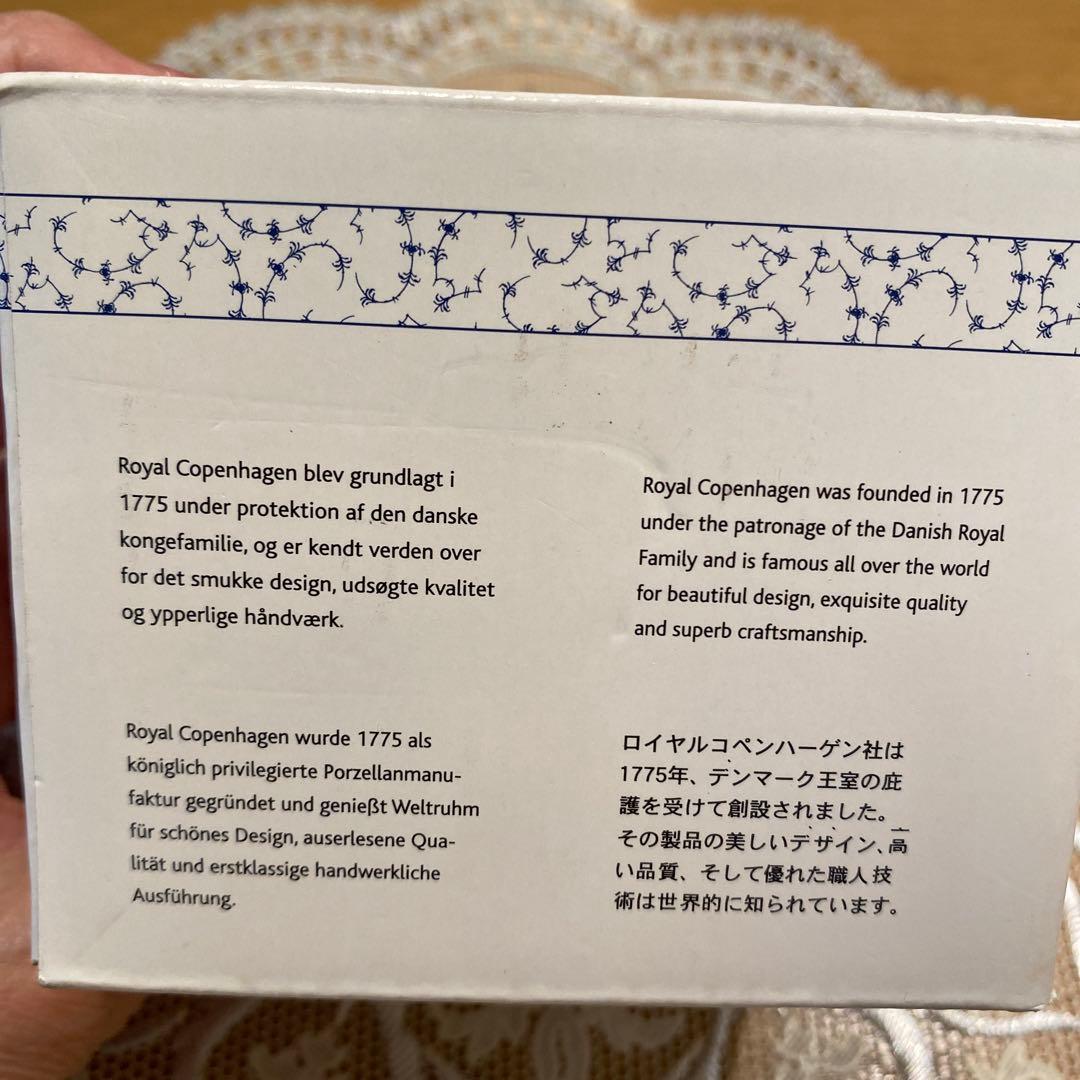 Royal Copenhagen blev grundlagt i
1775 under protektion af den danske
kongefamilie, og er kendt verden over
for det smukke design, udsøgte kvalitet
og ypperlige håndværk.
Royal Copenhagen was founded in 1775
under the patronage of the Danish Royal
Family and is famous all over the world
for beautiful design, exquisite quality
and superb craftsmanship.
Royal Copenhagen wurde 1775 als
königlich privilegierte Porzellanmanu-
faktur gegründet und genießt Weltruhm
für schönes Design, auserlesene Qua-
lität und erstklassige handwerkliche
Ausführung.
ロイヤルコペンハーゲン社は
1775年、デンマーク王室の庇
護を受けて創設されました。
その製品の美しいデザイン、高
い品質、そして優れた職人技
術は世界的に知られています。